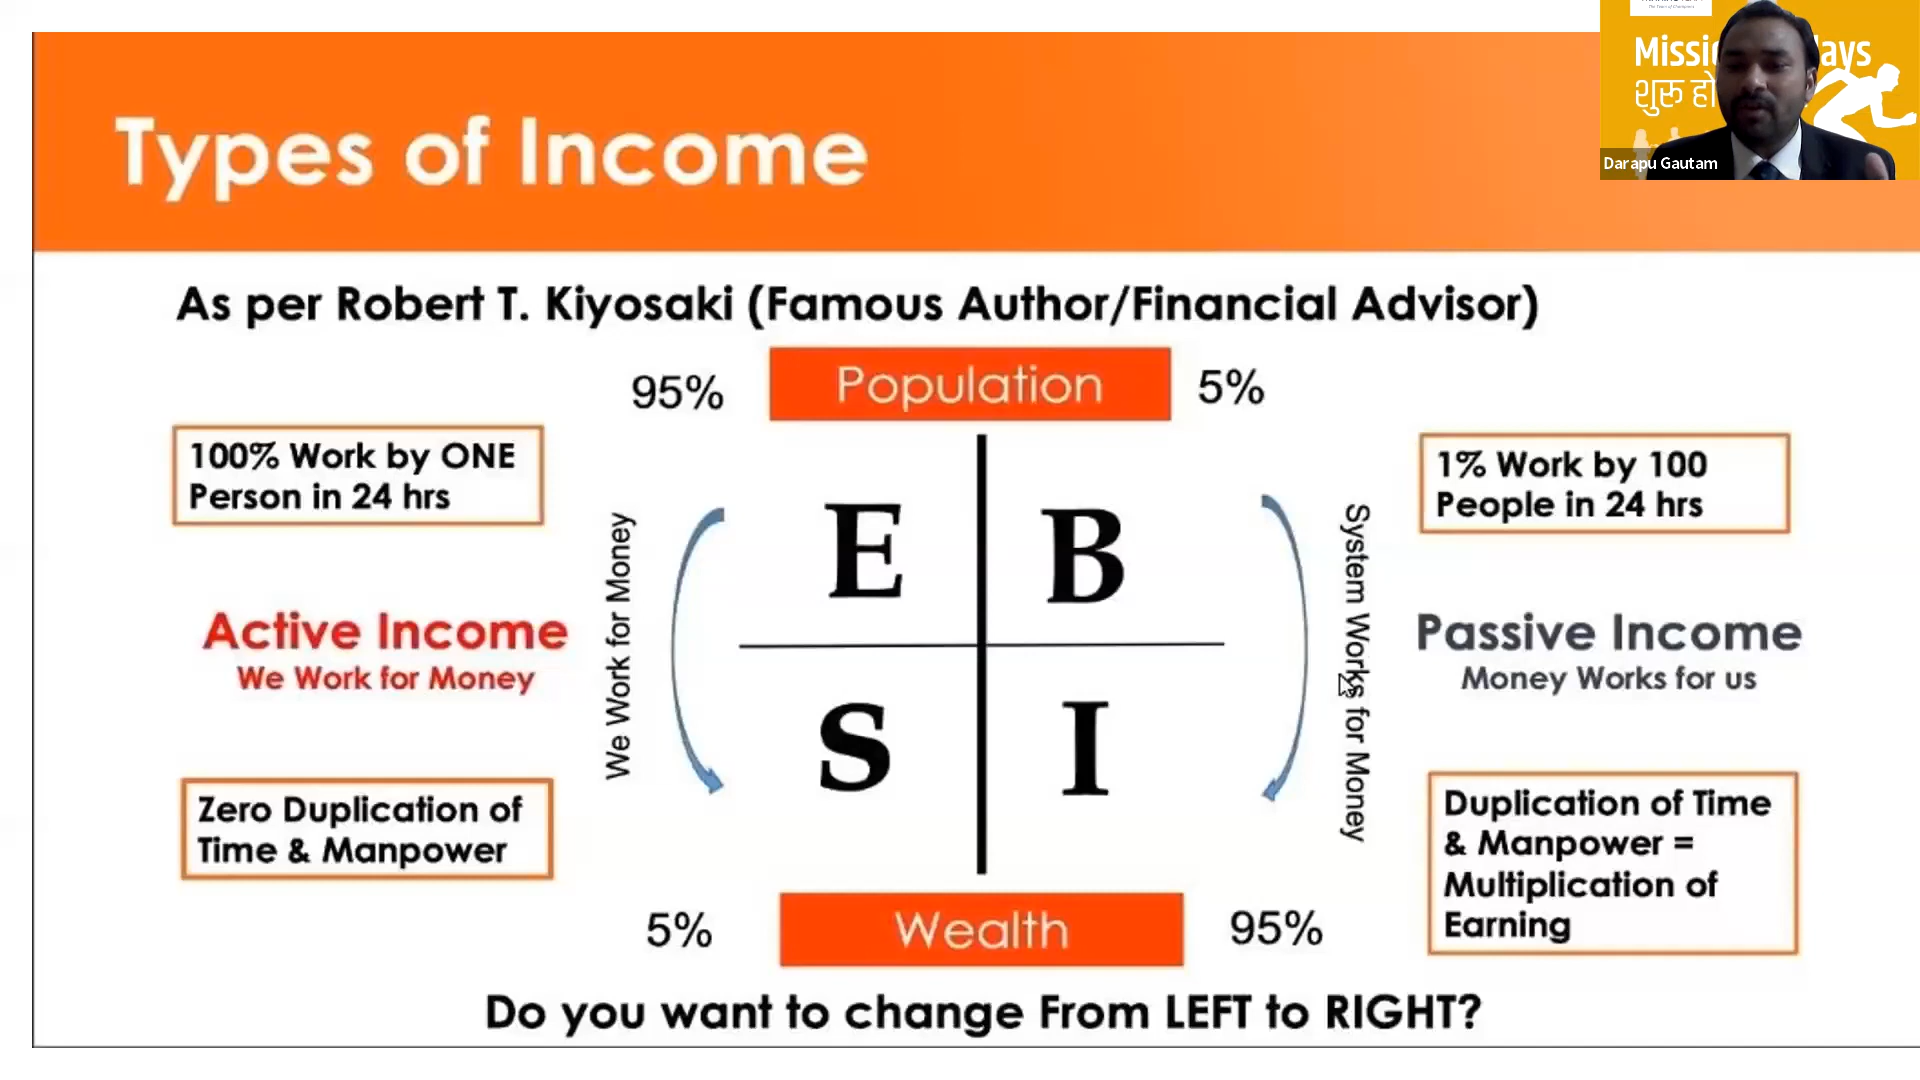 Types of Income
Missi lays
शुरू हो
Darapu Gautam
As per Robert T. Kiyosaki (Famous Author/Financial Advisor)
95%
Population
5%
100% Work by ONE
Person in 24 hrs
1% Work by 100
People in 24 hrs
We Work for Money
E
B
System Works for Money
Active Income
We Work for Money
Passive Income
Money Works for us
S
I
Zero Duplication of
Time & Manpower
Duplication of Time
& Manpower =
Multiplication of
Earning
5%
Wealth
95%
Do you want to change From LEFT to RIGHT?